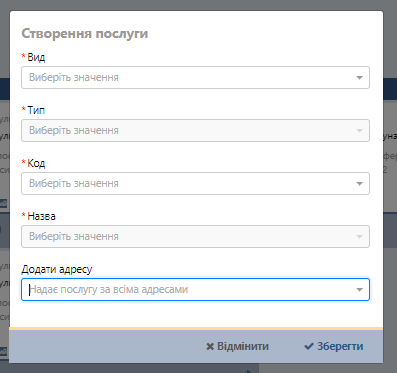 Створення послуги
* Вид
Виберіть значення
* Тип
Виберіть значення
* Код
Виберіть значення
* Назва
Виберіть значення
Додати адресу
Надає послугу за всіма адресами
✖ Відмінити
✔ Зберегти